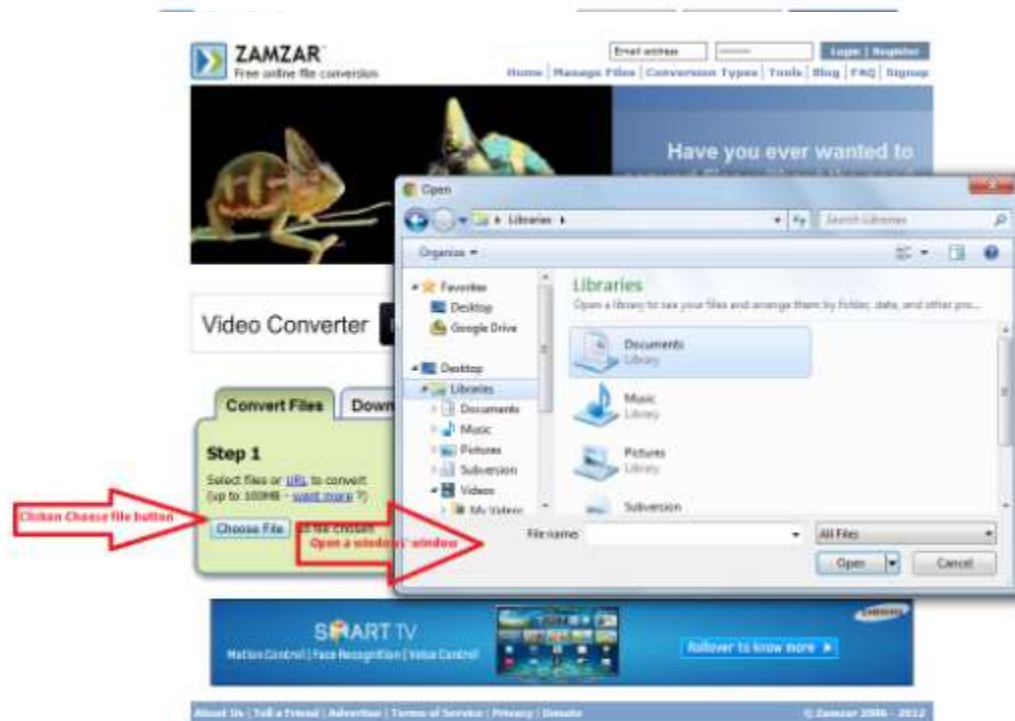 ZAMZAR
Free online file conversion
Email address
Login | Register
Home | Manage Files | Conversion Types | Tools | Blog | FAQ | Signup
Have you ever wanted to
Open
Libraries
Search Libraries
Organize
Favorites
Desktop
Google Drive
Desktop
Libraries
Documents
Music
Pictures
Subversion
Videos
My Videos
Libraries
Open a library to see your files and arrange them by folder, date, and other pro...
Documents
Library
Music
Library
Pictures
Library
Subversion
File name:
All Files
Open
Cancel
Video Converter
Convert Files
Down
Step 1
Select files or URL to convert
(up to 100MB - want more ?)
Choose File
file chosen
Clickon Choose file button
Open a windows' window
SMART TV
Motion Control | Face Recognition | Voice Control
Rollover to know more
SAMSUNG
About Us | Tell a Friend | Advertise | Terms of Service | Privacy | Donate
© Zamzar 2006 - 2012